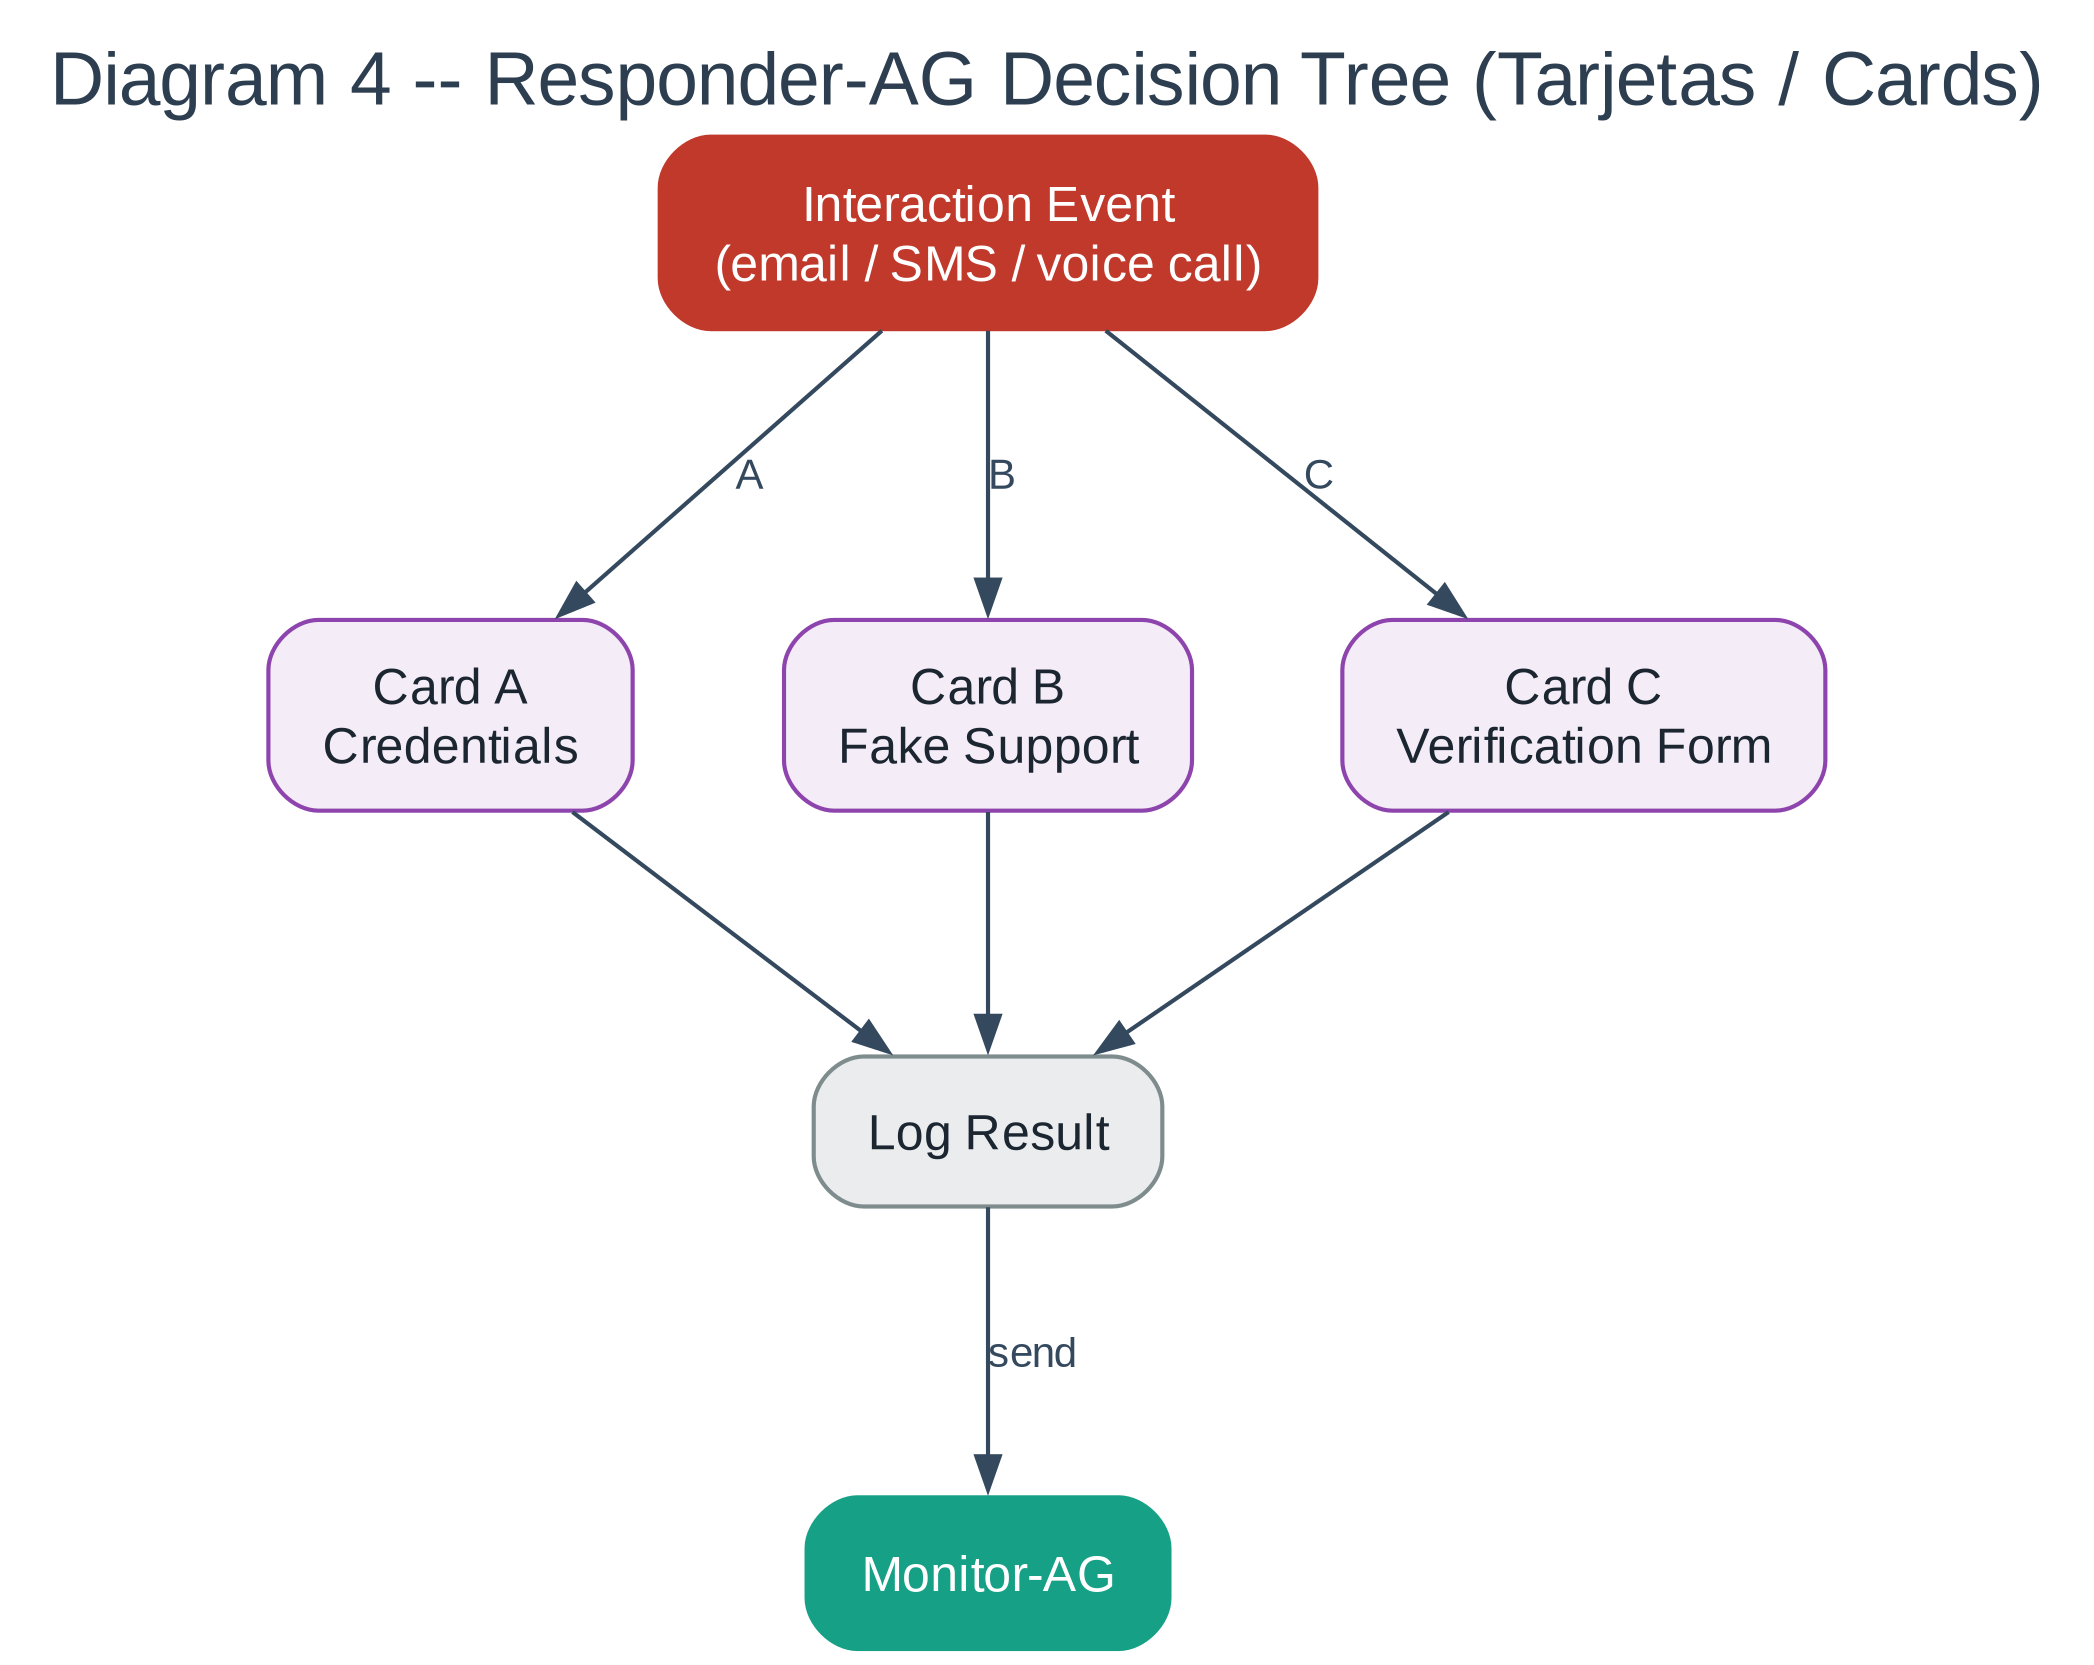 Diagram 4 -- Responder-AG Decision Tree (Tarjetas / Cards)
Interaction Event
(email / SMS / voice call)
A
B
C
Card A
Credentials
Card B
Fake Support
Card C
Verification Form
Log Result
send
Monitor-AG